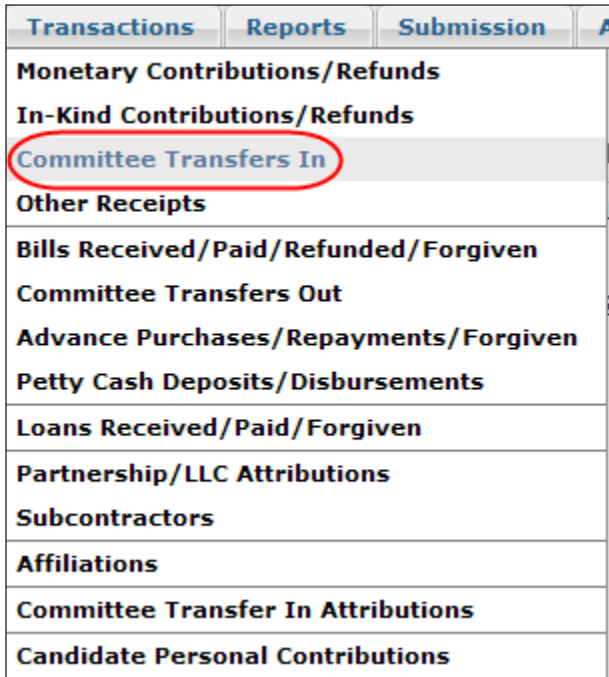 Transactions Reports Submission A
Monetary Contributions/Refunds
In-Kind Contributions/Refunds
Committee Transfers In
Other Receipts
Bills Received/Paid/Refunded/Forgiven
Committee Transfers Out
Advance Purchases/Repayments/Forgiven
Petty Cash Deposits/Disbursements
Loans Received/Paid/Forgiven
Partnership/LLC Attributions
Subcontractors
Affiliations
Committee Transfer In Attributions
Candidate Personal Contributions